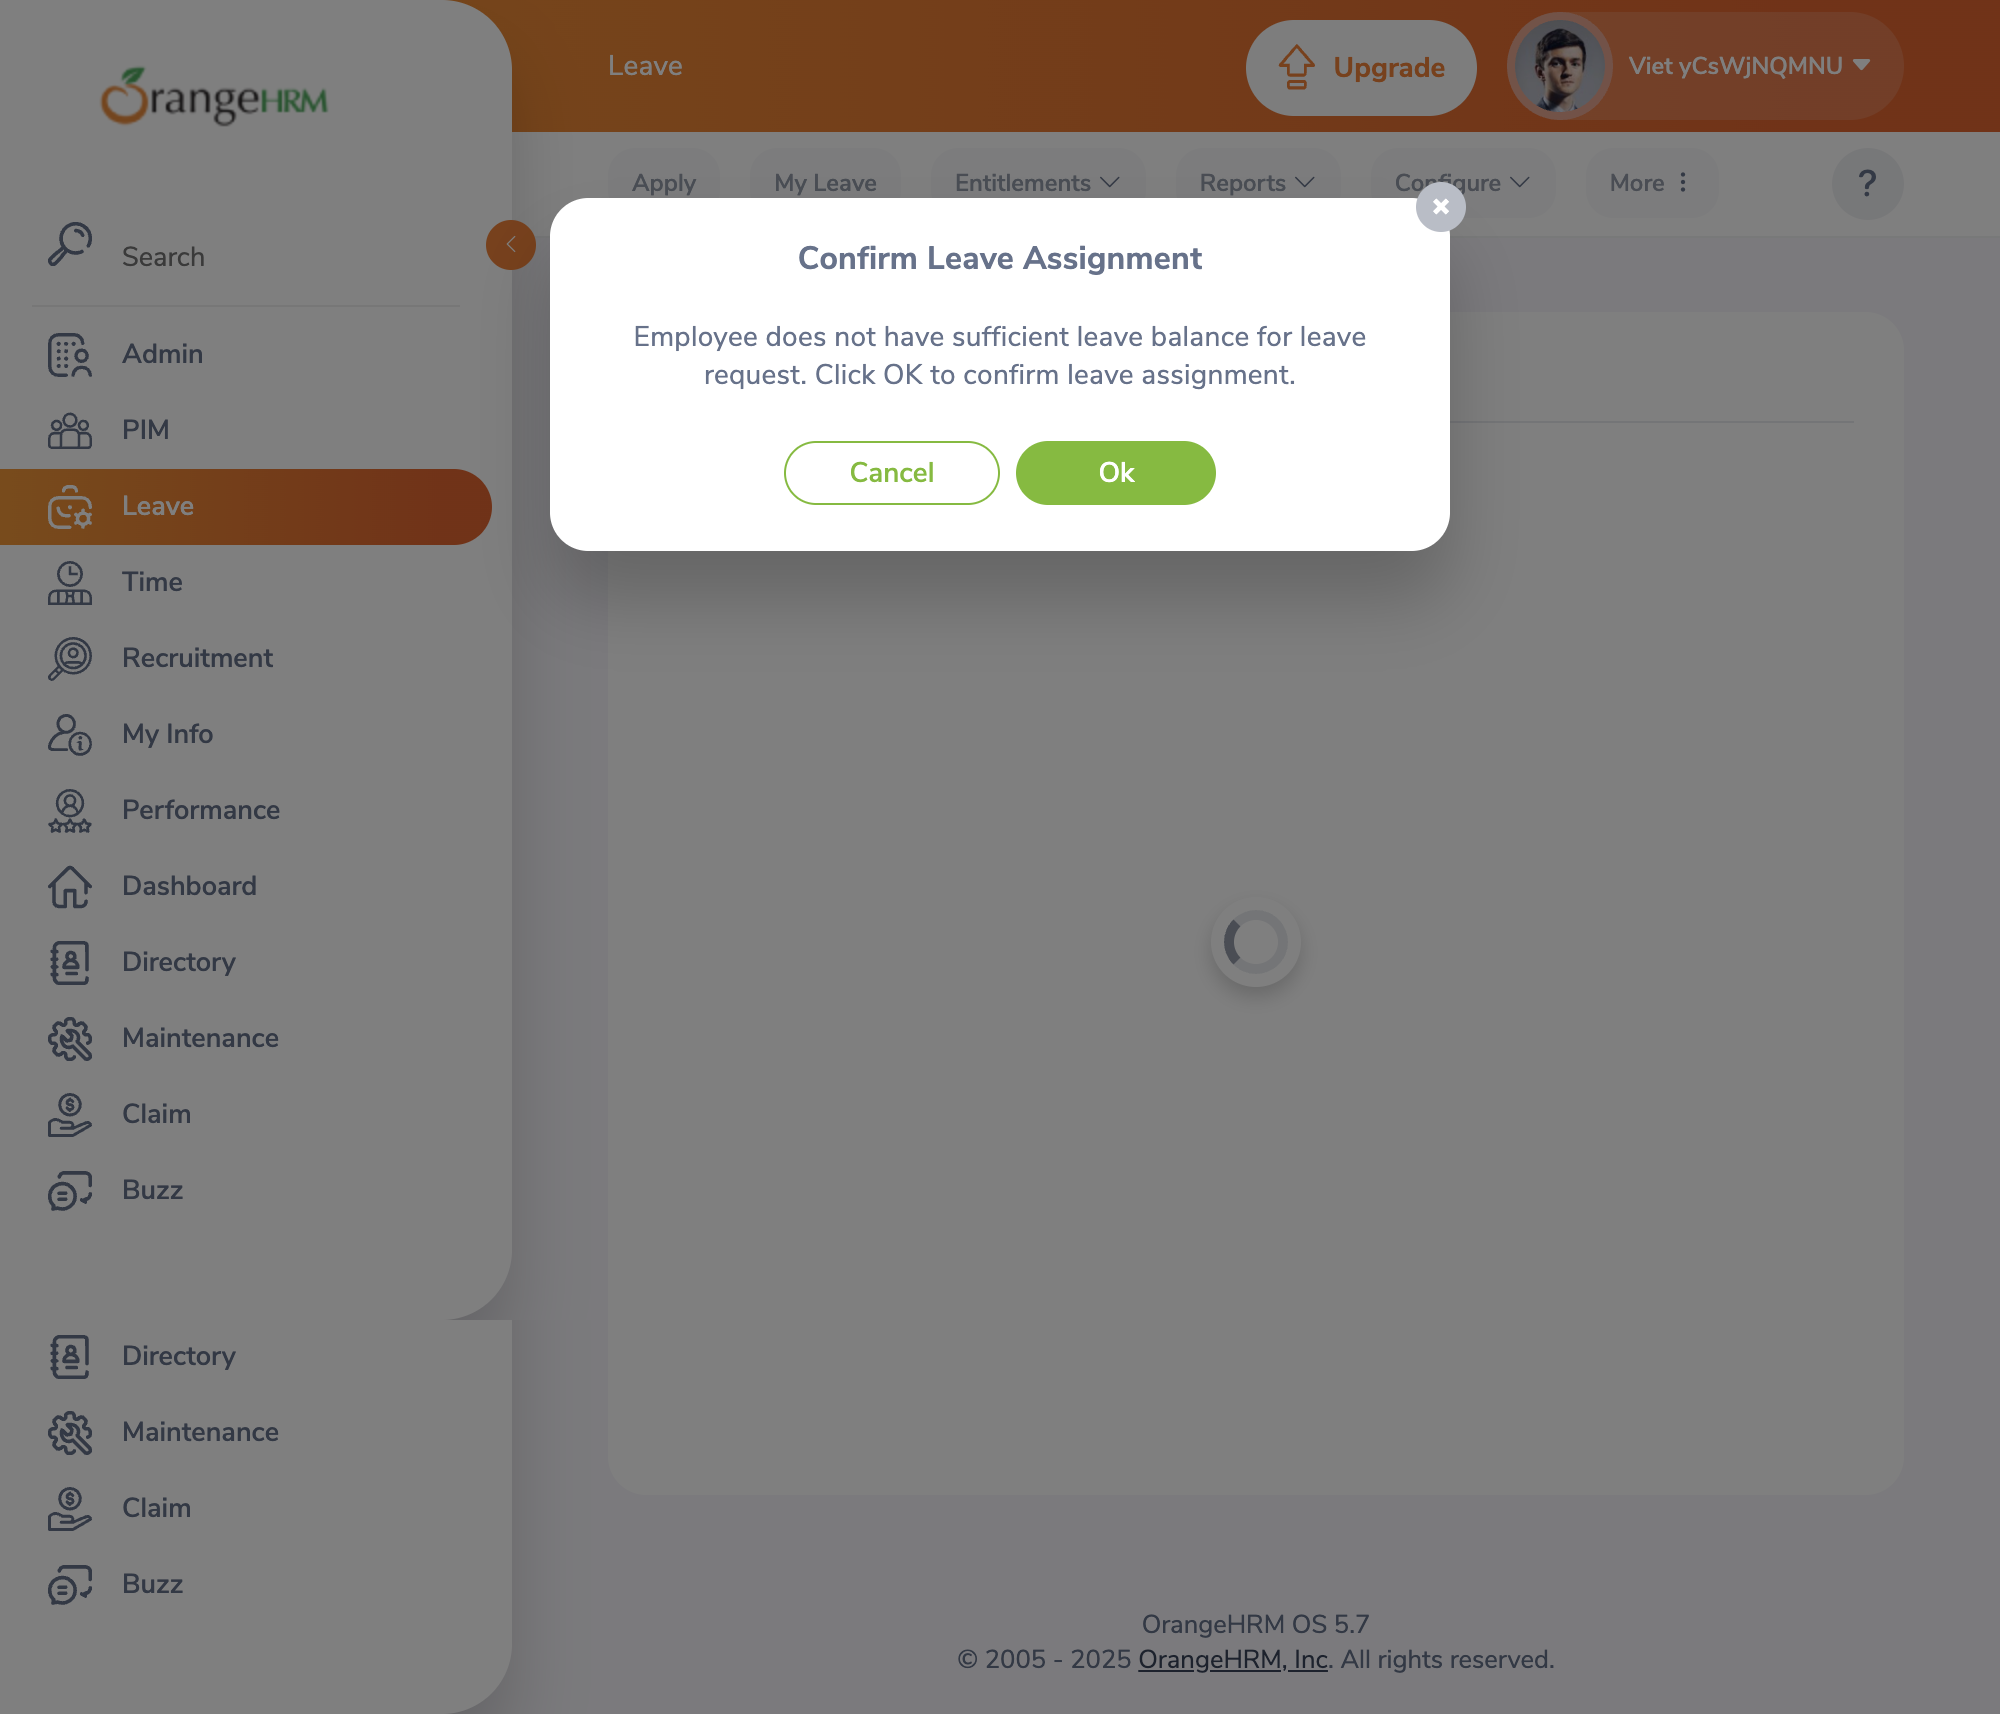 OrangeHRM
Leave
Upgrade
Viet yCsWjNQMNU
Apply
My Leave
Entitlements
Reports
Configure
More
?
Search
Confirm Leave Assignment
Employee does not have sufficient leave balance for leave
request. Click OK to confirm leave assignment.
Cancel
Ok
Admin
PIM
Leave
Time
Recruitment
My Info
Performance
Dashboard
Directory
Maintenance
Claim
Buzz
Directory
Maintenance
Claim
Buzz
OrangeHRM OS 5.7
© 2005 - 2025 OrangeHRM, Inc. All rights reserved.